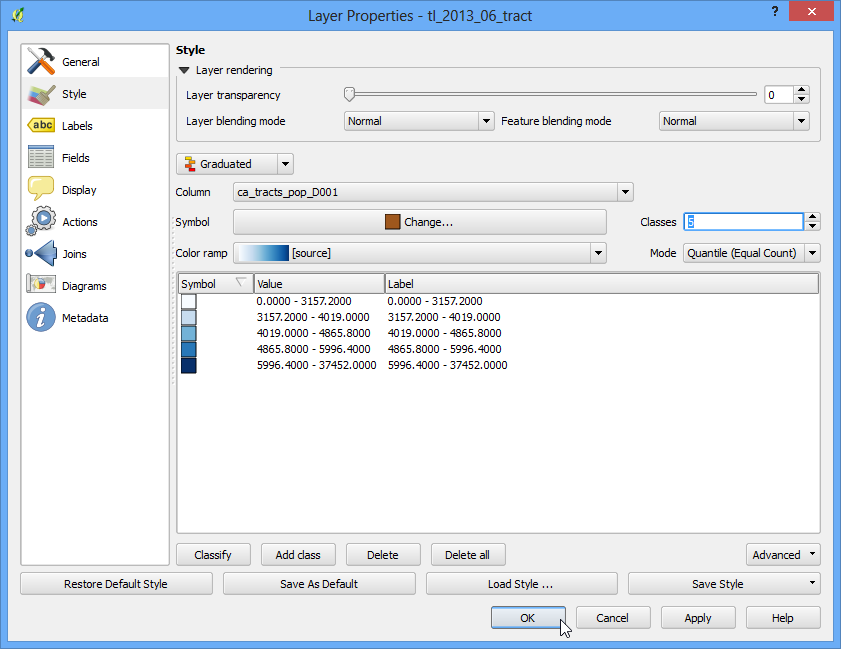 Layer Properties - tl_2013_06_tract
?
General
Style
abc Labels
Fields
Display
Actions
Joins
Diagrams
i Metadata
Style
Layer rendering
Layer transparency 0
Layer blending mode Normal Feature blending mode Normal
Graduated
Column ca_tracts_pop_D001
Symbol Change... Classes 5
Color ramp [source] Mode Quantile (Equal Count)
Symbol Value Label
0.0000 - 3157.2000 0.0000 - 3157.2000
3157.2000 - 4019.0000 3157.2000 - 4019.0000
4019.0000 - 4865.8000 4019.0000 - 4865.8000
4865.8000 - 5996.4000 4865.8000 - 5996.4000
5996.4000 - 37452.0000 5996.4000 - 37452.0000
Classify Add class Delete Delete all Advanced
Restore Default Style Save As Default Load Style ... Save Style
OK Cancel Apply Help